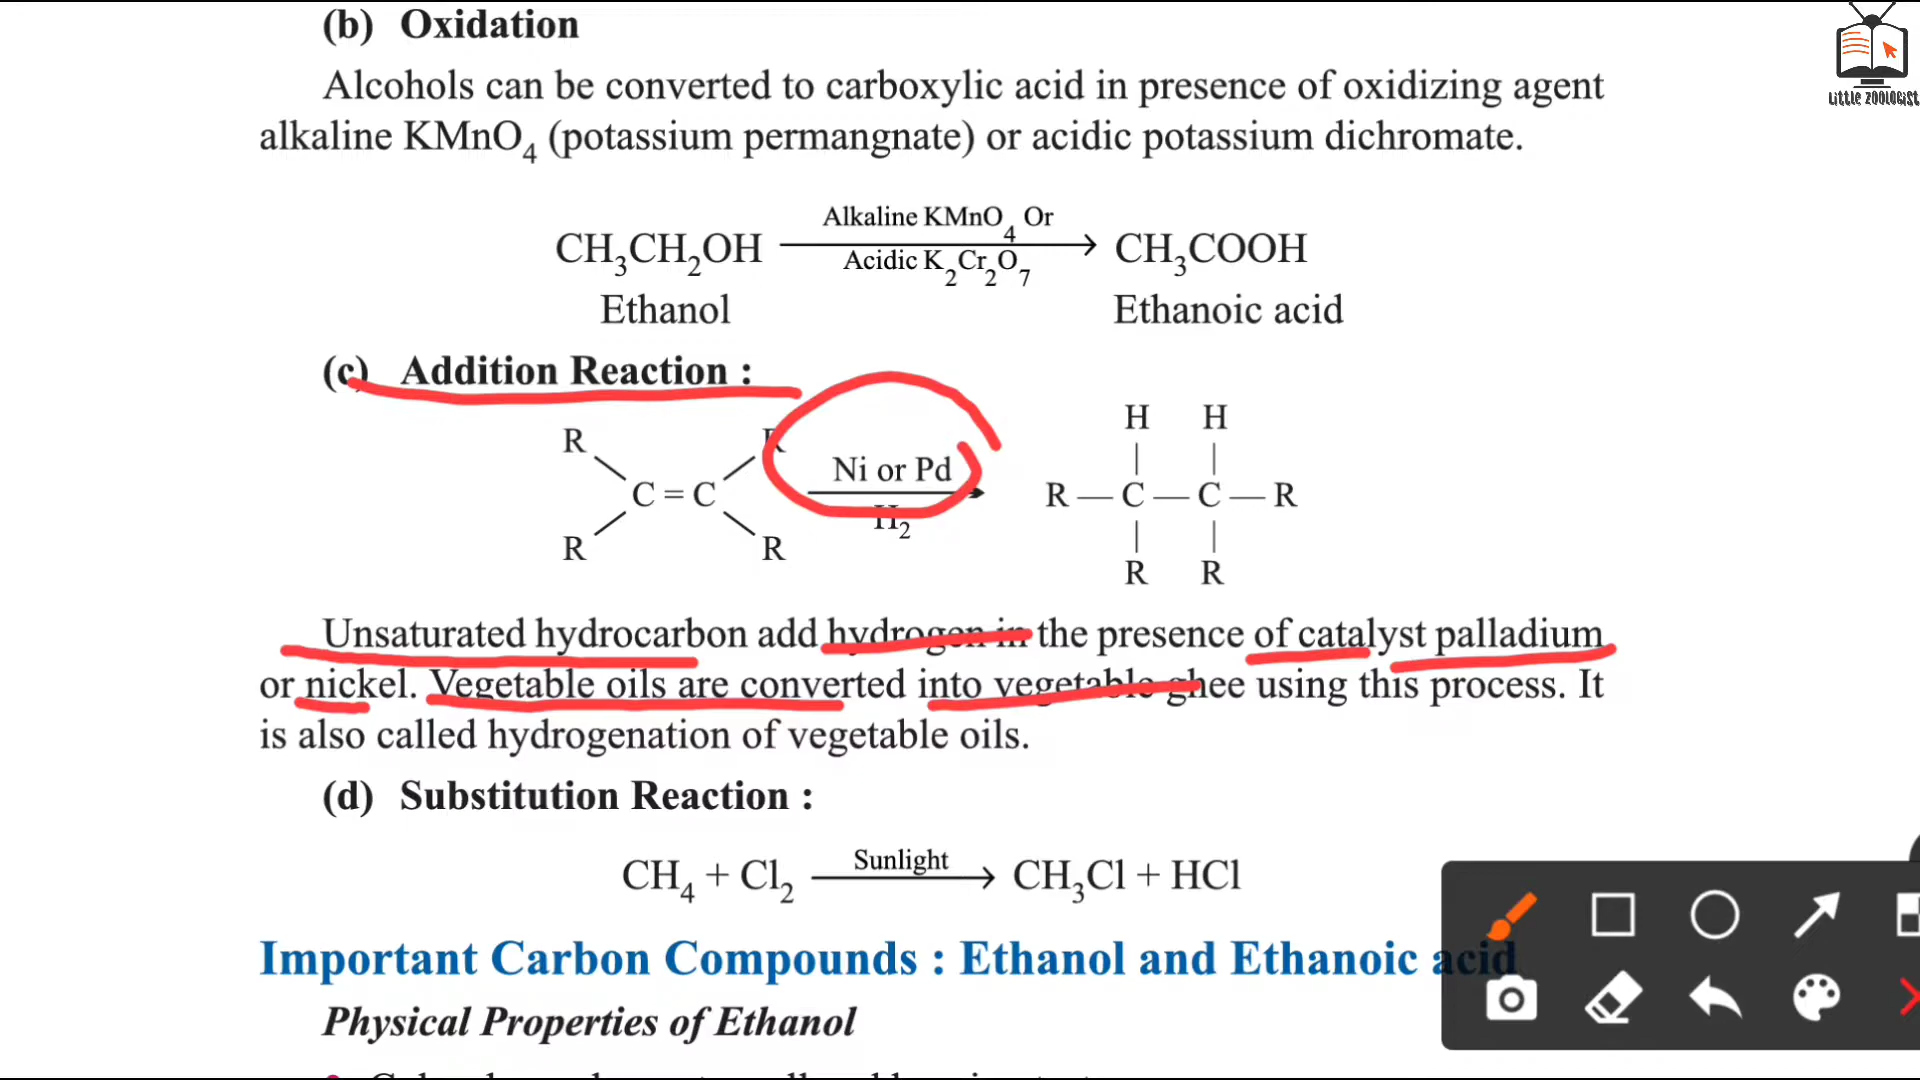 (b) Oxidation
Alcohols can be converted to carboxylic acid in presence of oxidizing agent
alkaline KMnO4 (potassium permangnate) or acidic potassium dichromate.
Alkaline KMnO4 Or
CH3CH2OH → CH3COOH
Acidic K2Cr2O7
Ethanol Ethanoic acid
(c) Addition Reaction :
H H
R R
Ni or Pd
C = C
R — C — C — R
H2
R R
R R
Unsaturated hydrocarbon add hydrogen in the presence of catalyst palladium
or nickel. Vegetable oils are converted into vegetable ghee using this process. It
is also called hydrogenation of vegetable oils.
(d) Substitution Reaction :
Sunlight
CH4 + Cl2 → CH3Cl + HCl
Important Carbon Compounds : Ethanol and Ethanoic acid
Physical Properties of Ethanol
LittLE ZOOLOGIST